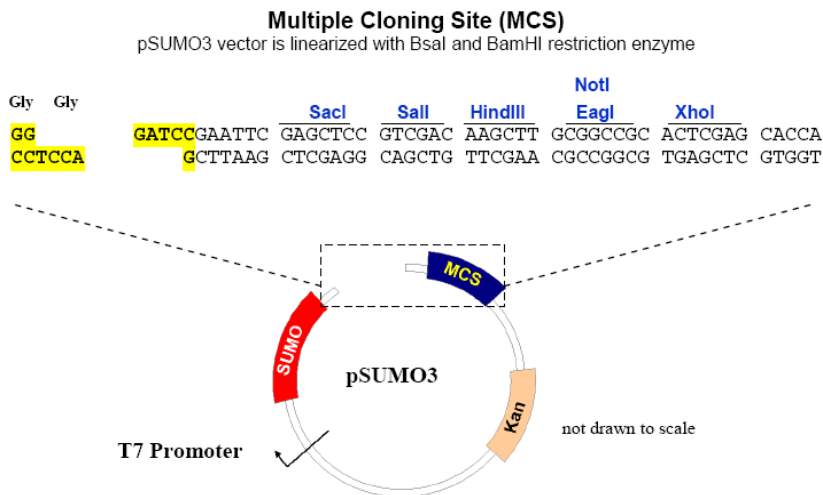 Multiple Cloning Site (MCS)
pSUMO3 vector is linearized with BsaI and BamHI restriction enzyme
Gly Gly
NotI
SacI SalI HindIII EagI XhoI
GG GATCCGAATTC GAGCTCC GTCGAC AAGCTT GCGGCCGC ACTCGAG CACCA
CCTCCA GCTTAAG CTCGAGG CAGCTG TTCGAA CGCCGGCG TGAGCTC GTGGT
MCS
SUMO
pSUMO3
Kan
not drawn to scale
T7 Promoter